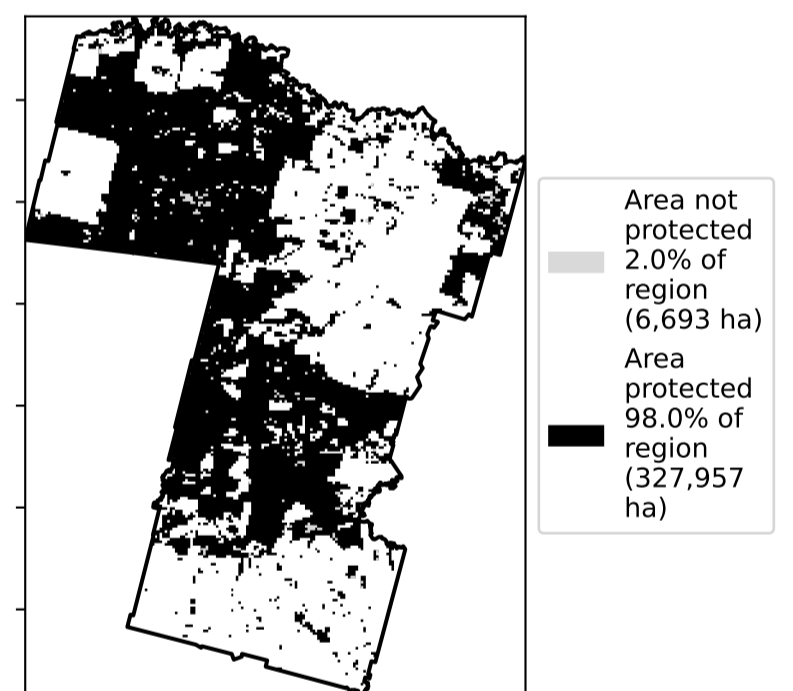 Area not
protected
2.0% of
region
(6,693 ha)
Area
protected
98.0% of
region
(327,957
ha)